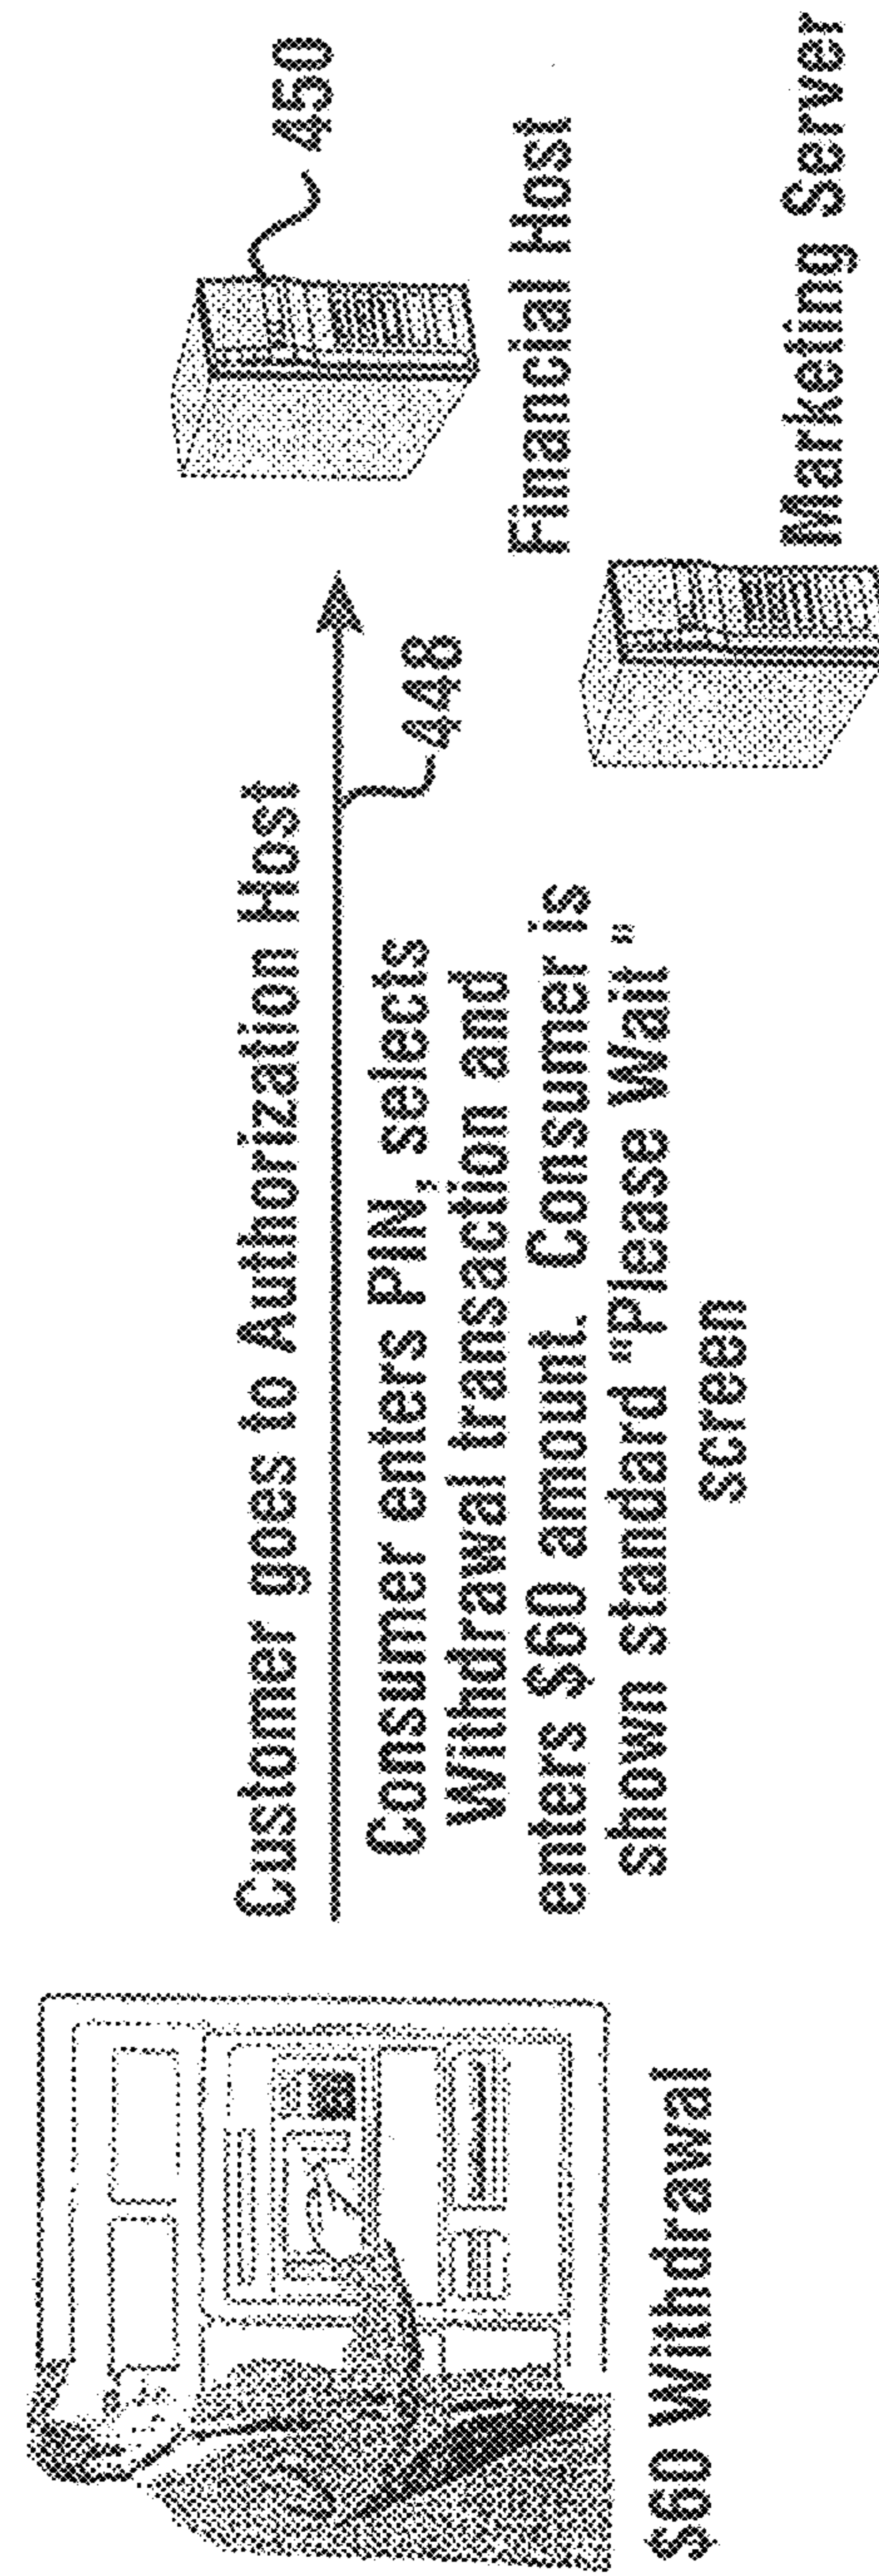 Customer goes to Authorization Host
450
Consumer enters PIN, selects
Withdrawal transaction and
enters $60 amount. Consumer is
shown standard "Please Wait"
screen
448
Financial Host
Marketing Server
$60 Withdrawal